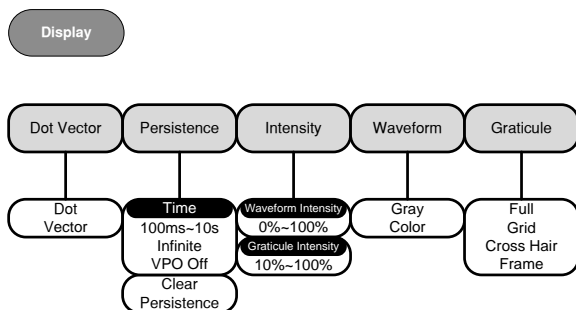 Display
Dot Vector
Persistence
Intensity
Waveform
Graticule
Dot
Vector
Time
100ms~10s
Infinite
VPO Off
Clear
Persistence
Waveform Intensity
0%~100%
Graticule Intensity
10%~100%
Gray
Color
Full
Grid
Cross Hair
Frame